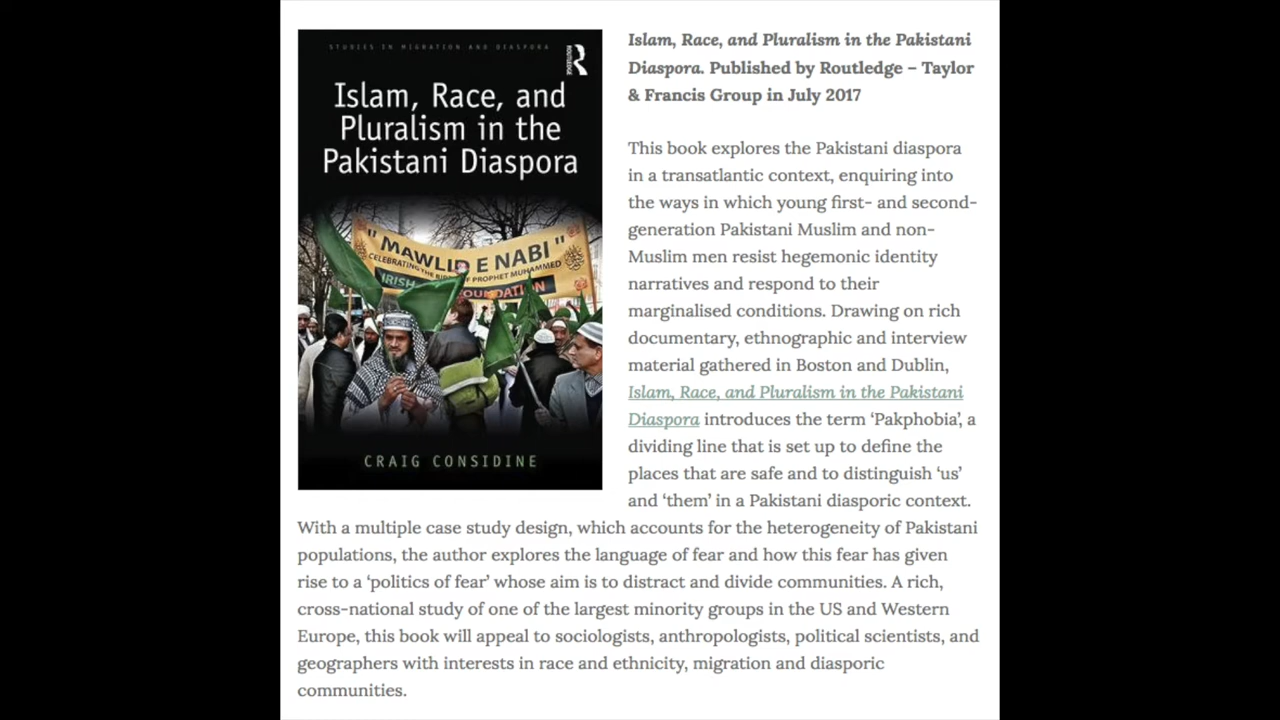 STUDIES IN MIGRATION AND DIASPORA
ROUTLEDGE
Islam, Race, and
Pluralism in the
Pakistani Diaspora
"MAWLID E NABI"
CELEBRATING THE BIRTH OF PROPHET MUHAMMED
IRISH FOUNDATION
CRAIG CONSIDINE
Islam, Race, and Pluralism in the Pakistani
Diaspora. Published by Routledge – Taylor
& Francis Group in July 2017
This book explores the Pakistani diaspora
in a transatlantic context, enquiring into
the ways in which young first- and second-
generation Pakistani Muslim and non-
Muslim men resist hegemonic identity
narratives and respond to their
marginalised conditions. Drawing on rich
documentary, ethnographic and interview
material gathered in Boston and Dublin,
Islam, Race, and Pluralism in the Pakistani
Diaspora introduces the term ‘Pakphobia’, a
dividing line that is set up to define the
places that are safe and to distinguish ‘us’
and ‘them’ in a Pakistani diasporic context.
With a multiple case study design, which accounts for the heterogeneity of Pakistani
populations, the author explores the language of fear and how this fear has given
rise to a ‘politics of fear’ whose aim is to distract and divide communities. A rich,
cross-national study of one of the largest minority groups in the US and Western
Europe, this book will appeal to sociologists, anthropologists, political scientists, and
geographers with interests in race and ethnicity, migration and diasporic
communities.